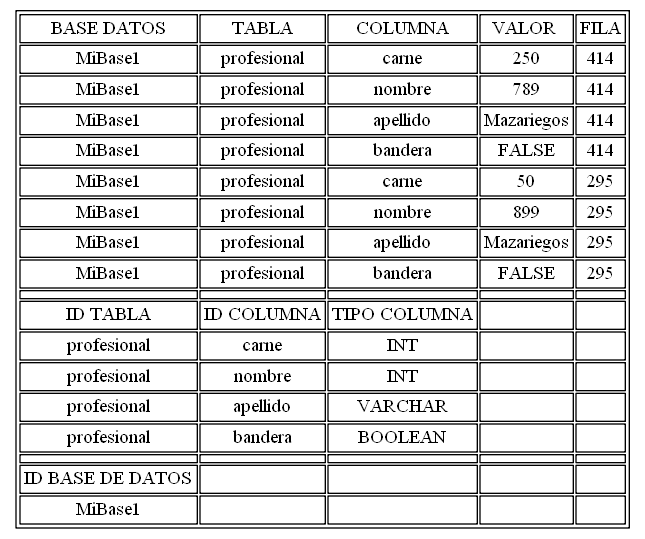 BASE DATOS TABLA COLUMNA VALOR FILA
MiBase1 profesional carne 250 414
MiBase1 profesional nombre 789 414
MiBase1 profesional apellido Mazariegos 414
MiBase1 profesional bandera FALSE 414
MiBase1 profesional carne 50 295
MiBase1 profesional nombre 899 295
MiBase1 profesional apellido Mazariegos 295
MiBase1 profesional bandera FALSE 295
ID TABLA ID COLUMNA TIPO COLUMNA
profesional carne INT
profesional nombre INT
profesional apellido VARCHAR
profesional bandera BOOLEAN
ID BASE DE DATOS
MiBase1